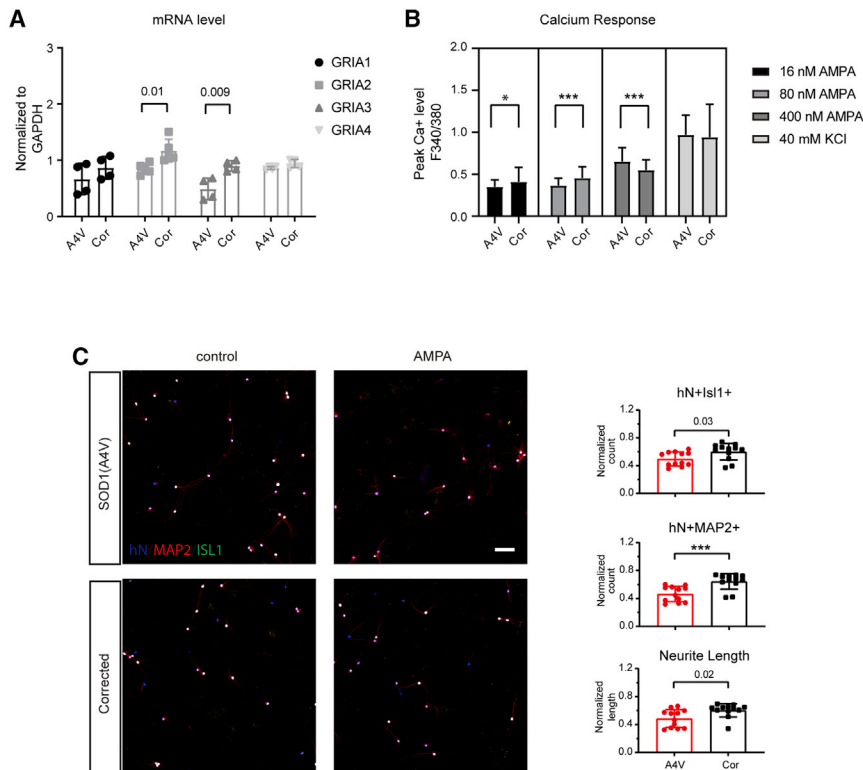 A
mRNA level
Normalized to
GAPDH
3
2
1
0
0.01
0.009
A4V
Cor
A4V
Cor
A4V
Cor
A4V
Cor
GRIA1
GRIA2
GRIA3
GRIA4
B
Calcium Response
Peak Ca+ level
F340/380
2.0
1.5
1.0
0.5
0.0
*
***
***
A4V
Cor
A4V
Cor
A4V
Cor
A4V
Cor
16 nM AMPA
80 nM AMPA
400 nM AMPA
40 mM KCl
C
control
AMPA
SOD1(A4V)
hN MAP2 ISL1
Corrected
hN+Isl1+
Normalized
count
1.2
0.8
0.4
0.0
0.03
hN+MAP2+
Normalized
count
1.2
0.8
0.4
0.0
***
Neurite Length
Normalized
length
1.2
0.8
0.4
0.0
0.02
A4V
Cor